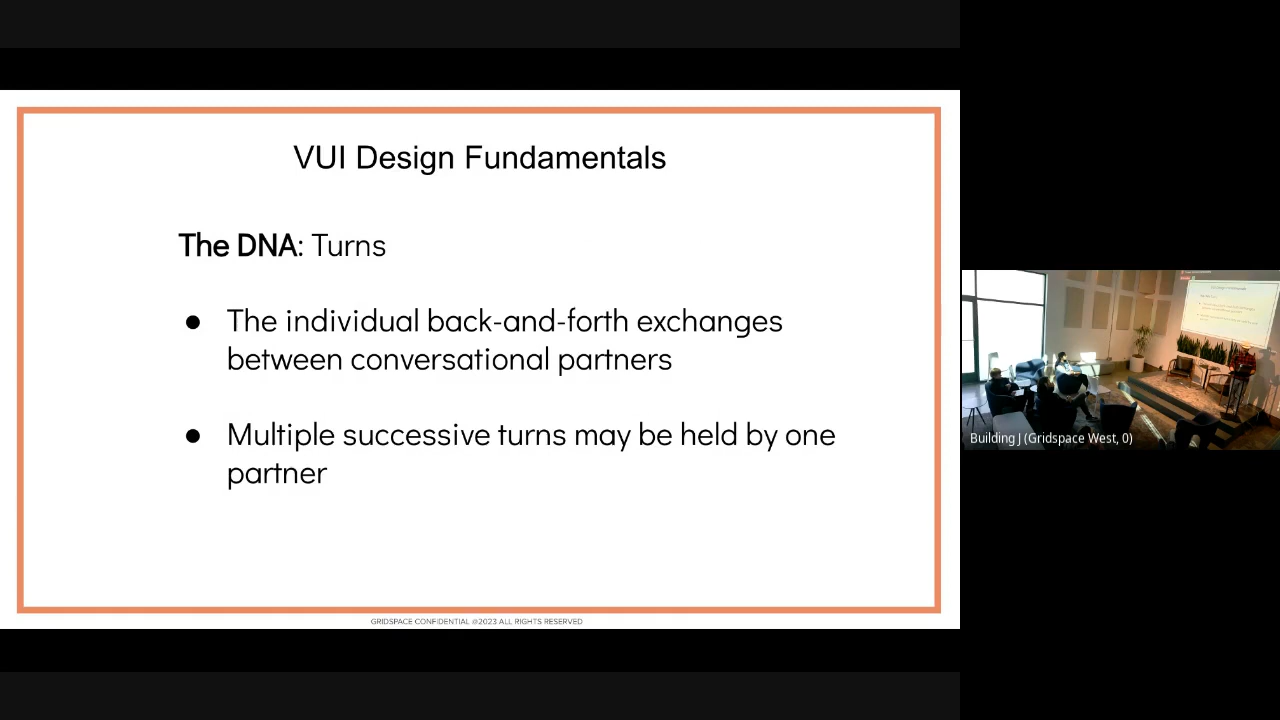 VUI Design Fundamentals
The DNA: Turns
● The individual back-and-forth exchanges
between conversational partners
● Multiple successive turns may be held by one
partner
GRIDSPACE CONFIDENTIAL @2023 ALL RIGHTS RESERVED
Building J (Gridspace West, 0)